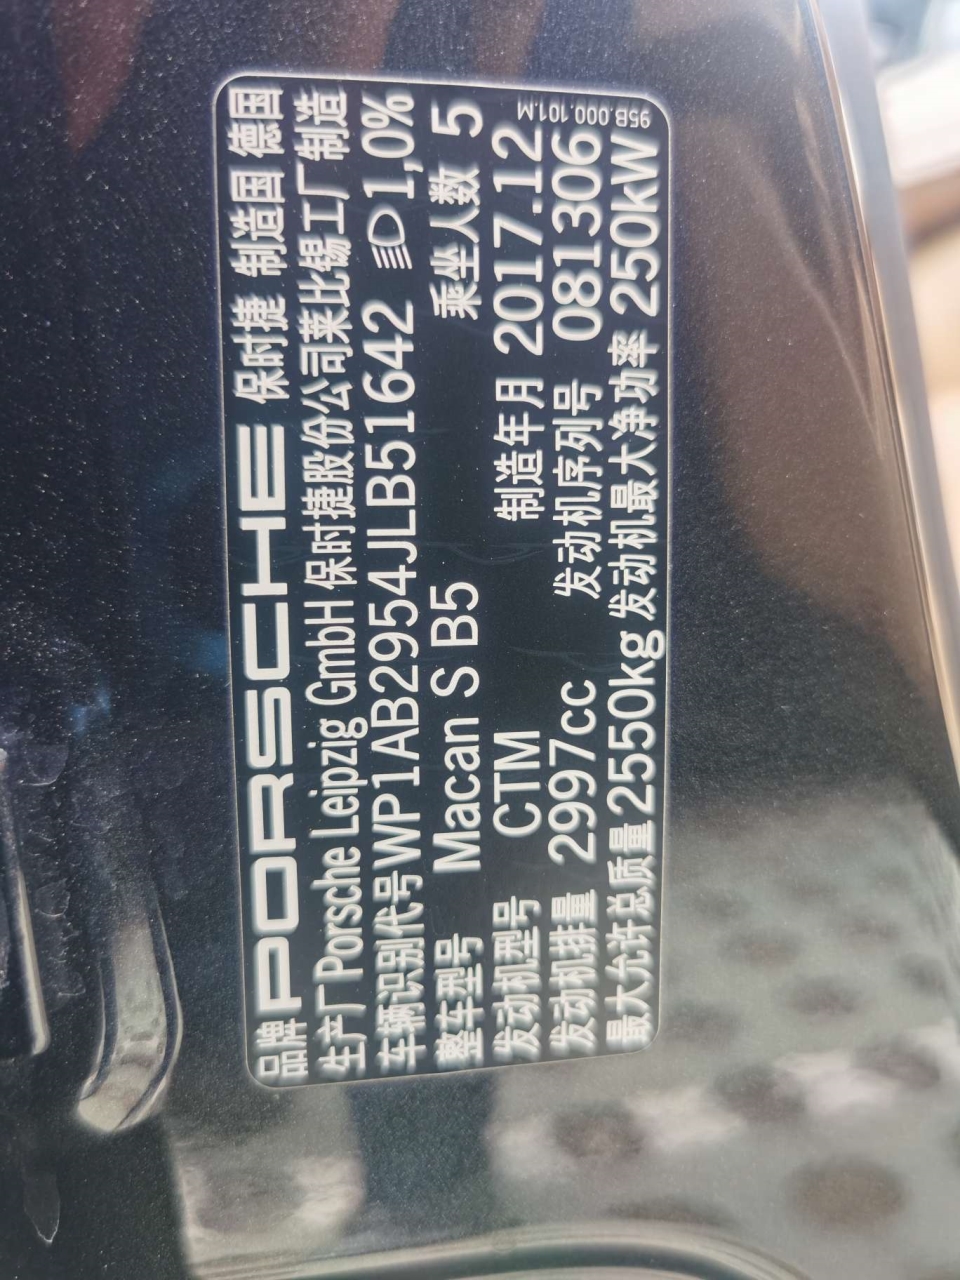 品牌 PORSCHE 保时捷 制造国 德国
生产厂 Porsche Leipzig GmbH 保时捷股份公司莱比锡工厂制造
车辆识别代号 WP1AB2954JLB51642 1,0%
整车型号 Macan S B5 乘坐人数 5
发动机型号 CTM 制造年月 2017.12
发动机排量 2997cc 发动机序列号 081306
最大允许总质量 2550kg 发动机最大净功率 250kW
95B.000.101.M